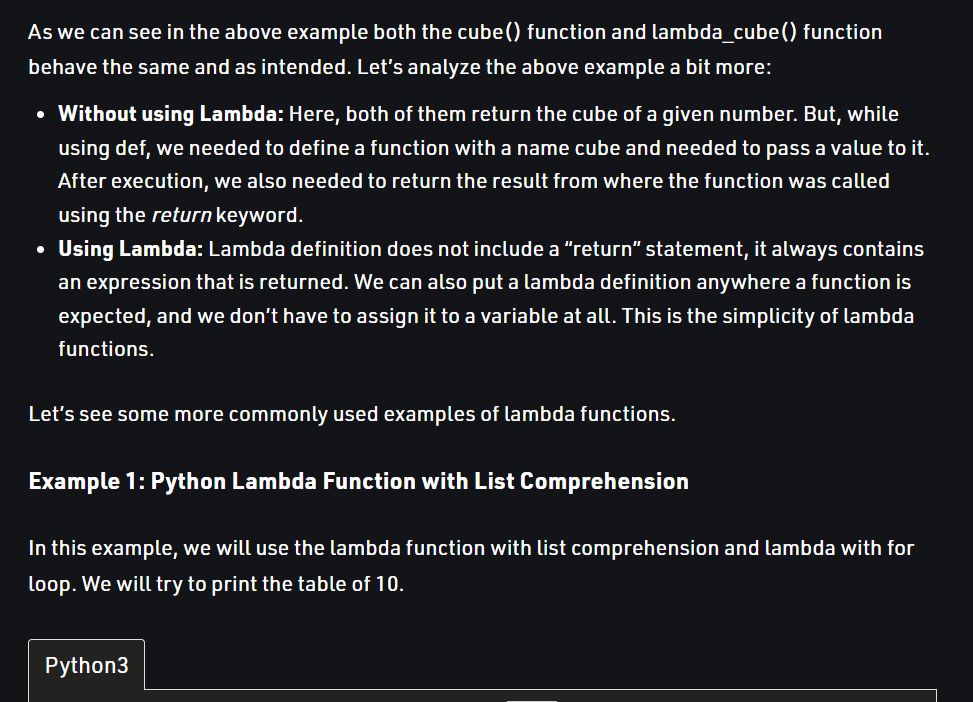 As we can see in the above example both the cube() function and lambda_cube() function
behave the same and as intended. Let’s analyze the above example a bit more:
• Without using Lambda: Here, both of them return the cube of a given number. But, while
using def, we needed to define a function with a name cube and needed to pass a value to it.
After execution, we also needed to return the result from where the function was called
using the return keyword.
• Using Lambda: Lambda definition does not include a “return” statement, it always contains
an expression that is returned. We can also put a lambda definition anywhere a function is
expected, and we don’t have to assign it to a variable at all. This is the simplicity of lambda
functions.
Let’s see some more commonly used examples of lambda functions.
Example 1: Python Lambda Function with List Comprehension
In this example, we will use the lambda function with list comprehension and lambda with for
loop. We will try to print the table of 10.
Python3